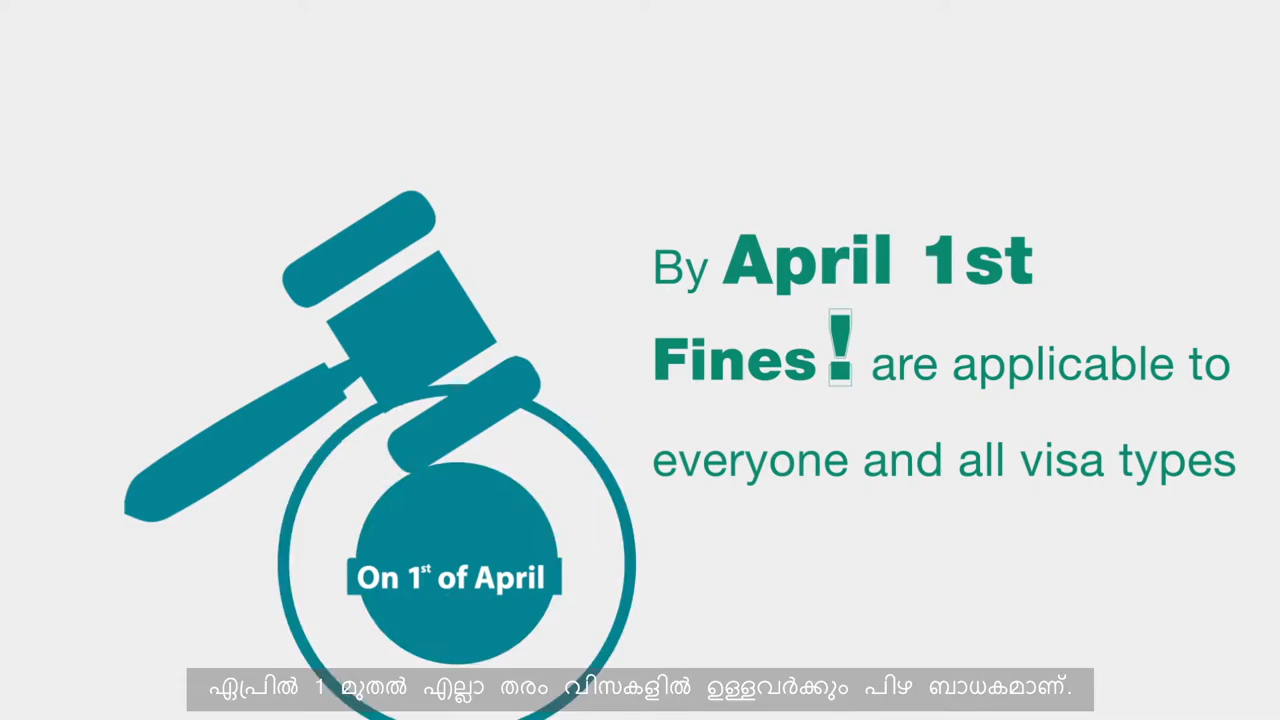 By April 1st
Fines! are applicable to
everyone and all visa types
On 1st of April
ഏപ്രിൽ 1 മുതൽ എല്ലാ തരം വിസകളിൽ ഉള്ളവർക്കും പിഴ ബാധകമാണ്.